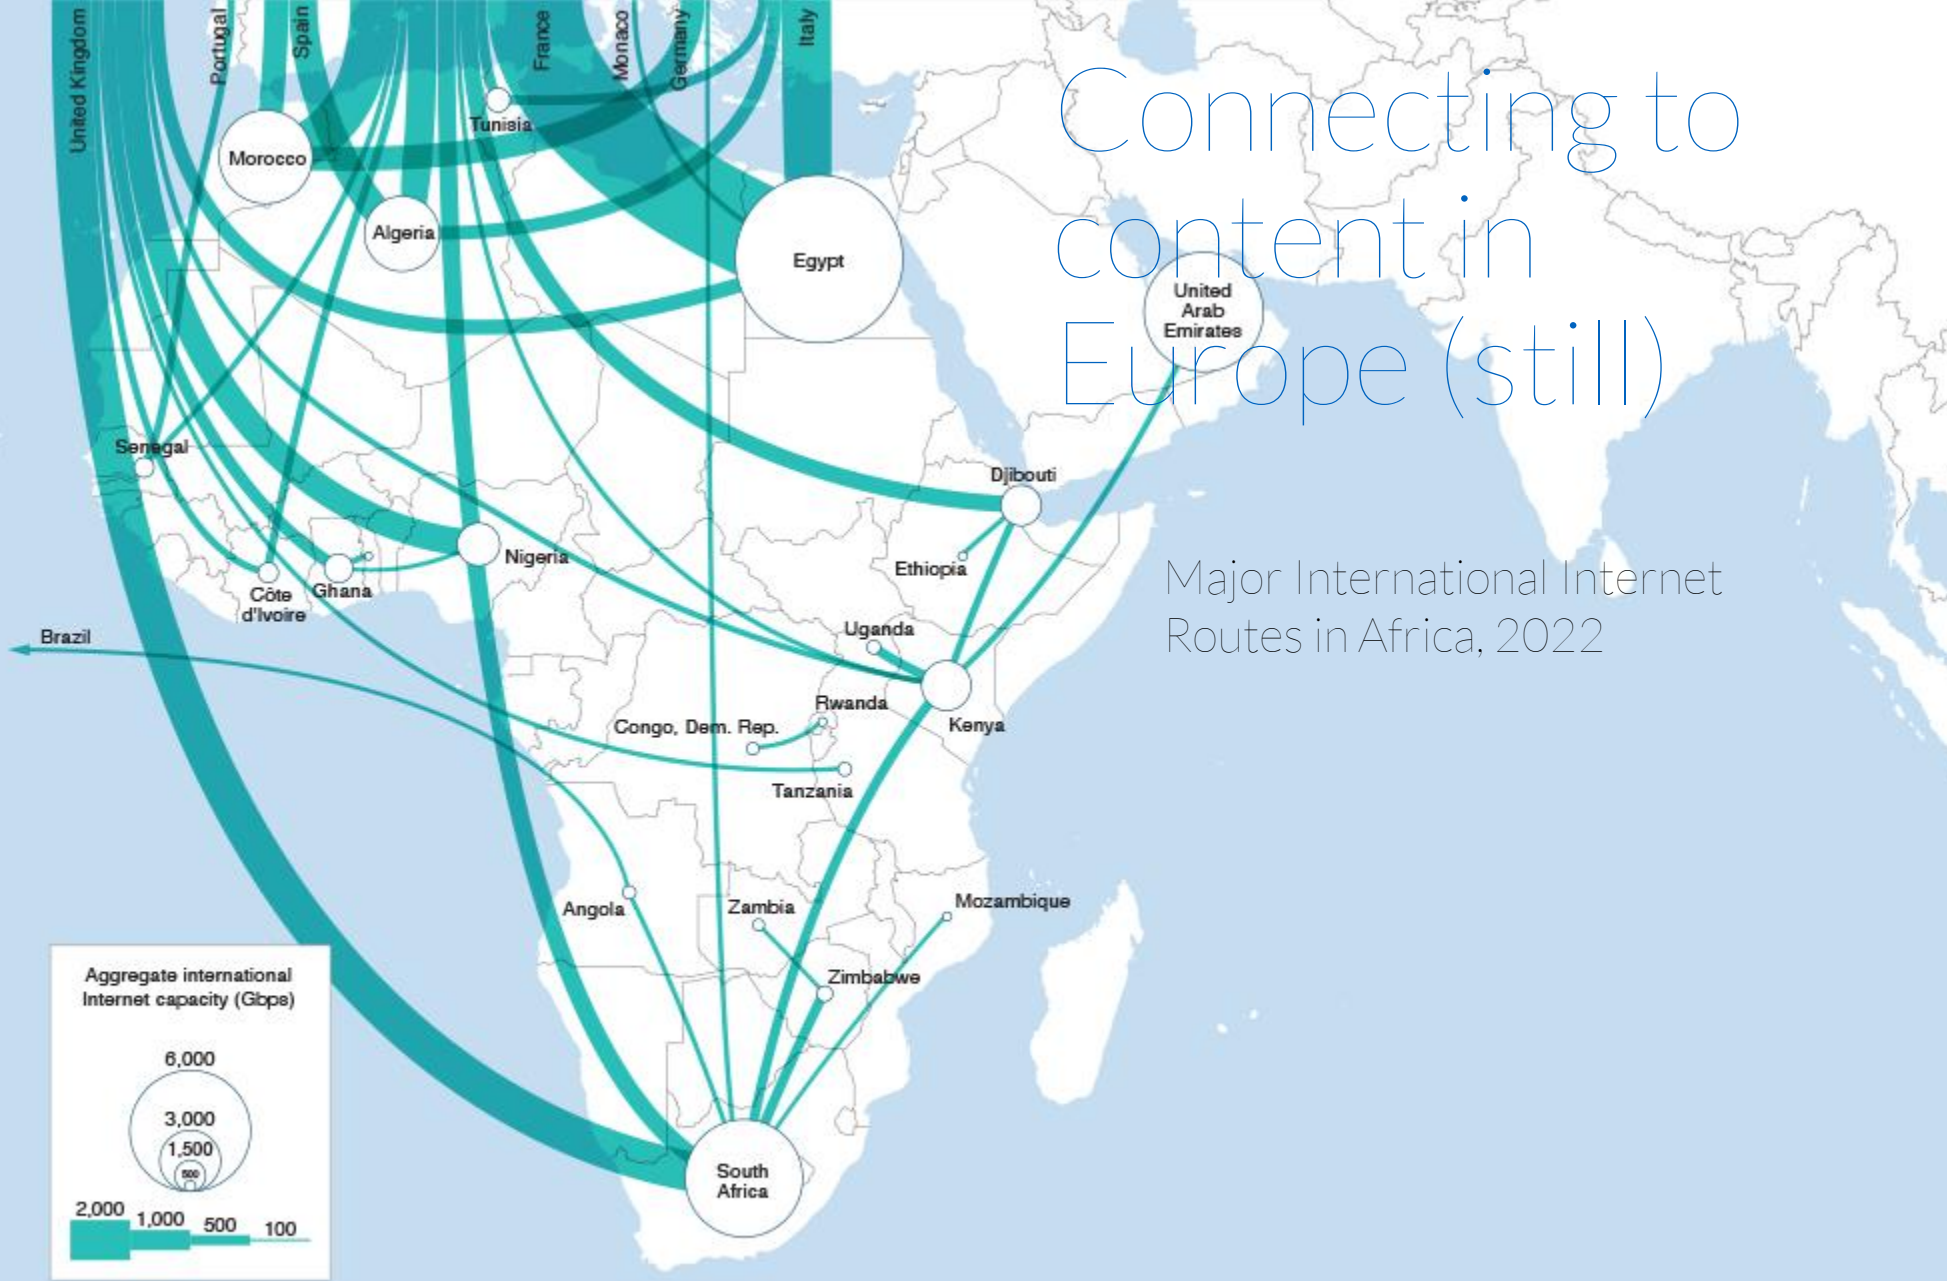 United Kingdom
Portugal
Spain
France
Monaco
Germany
Italy
Connecting to
content in
Europe (still)
Tunisia
Morocco
Algeria
Egypt
United
Arab
Emirates
Senegal
Djibouti
Nigeria
Ethiopia
Côte
d'Ivoire
Ghana
Major International Internet
Routes in Africa, 2022
Brazil
Uganda
Rwanda
Congo, Dem. Rep.
Kenya
Tanzania
Angola
Zambia
Mozambique
Zimbabwe
South
Africa
Aggregate international
Internet capacity (Gbps)
6,000
3,000
1,500
500
2,000
1,000
500
100